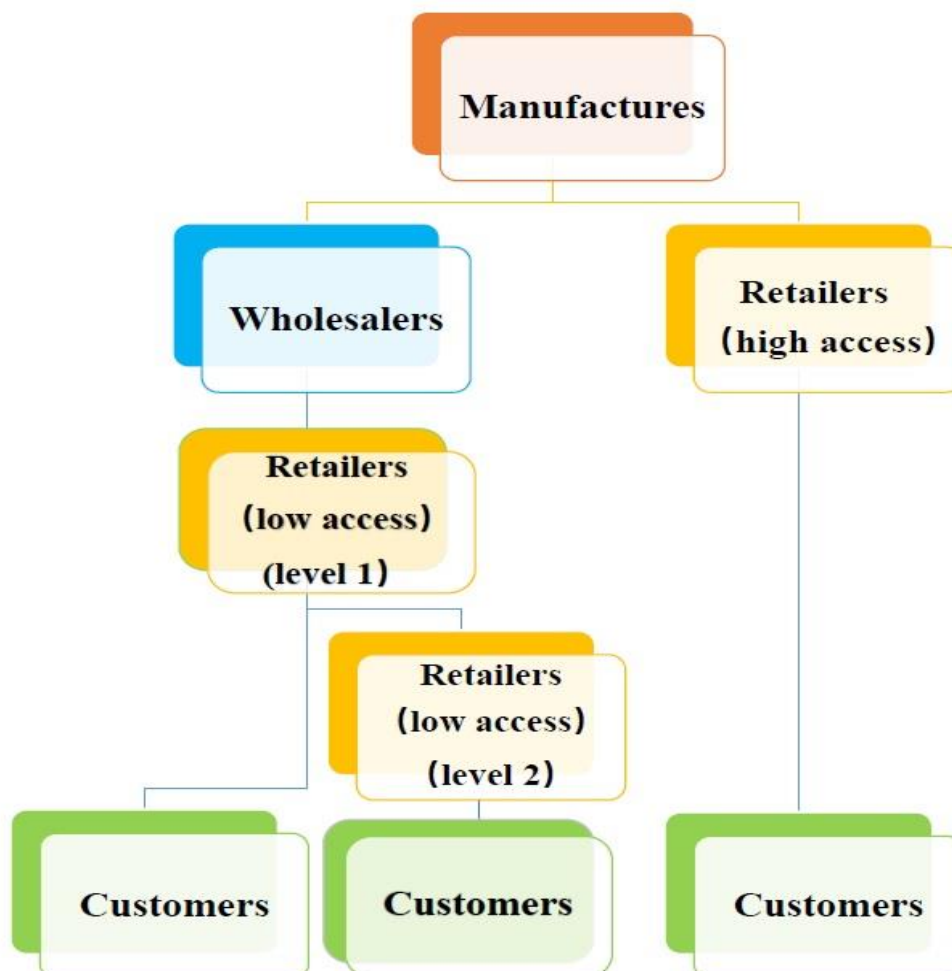 Manufactures
Wholesalers
Retailers
（high access）
Retailers
（low access）
(level 1）
Retailers
（low access）
（level 2）
Customers
Customers
Customers